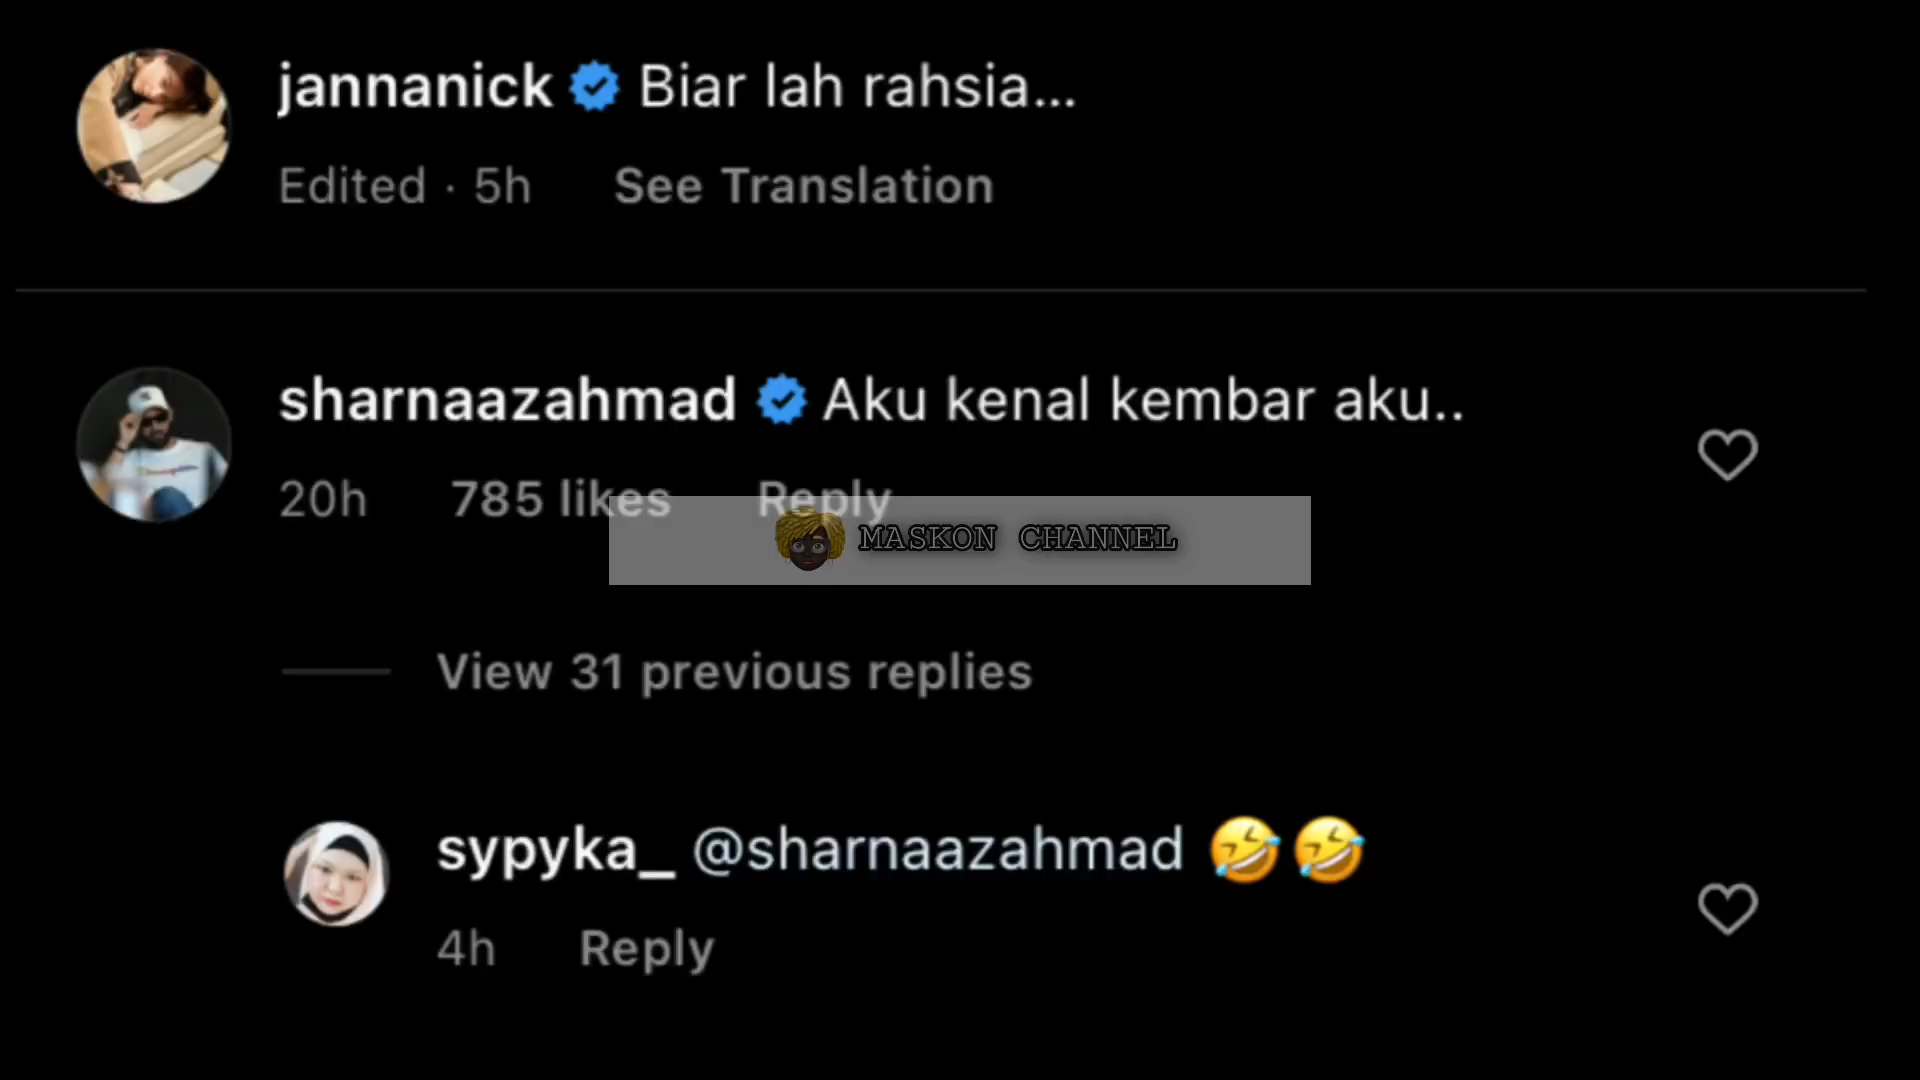 jannanick Biar lah rahsia...
Edited · 5h See Translation
sharnaazahmad Aku kenal kembar aku..
20h 785 likes Reply
MASKON CHANNEL
View 31 previous replies
sypyka_ @sharnaazahmad 🤣🤣
4h Reply